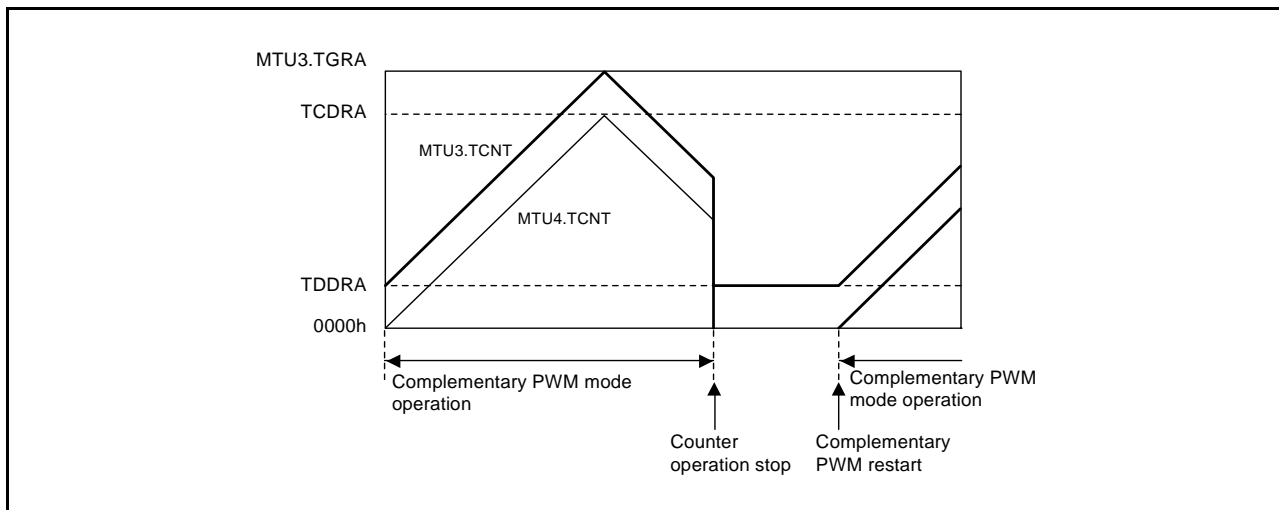 MTU3.TGRA
TCDRA
MTU3.TCNT
MTU4.TCNT
TDDRA
0000h
Complementary PWM mode
operation
Complementary PWM
mode operation
Counter
operation stop
Complementary
PWM restart